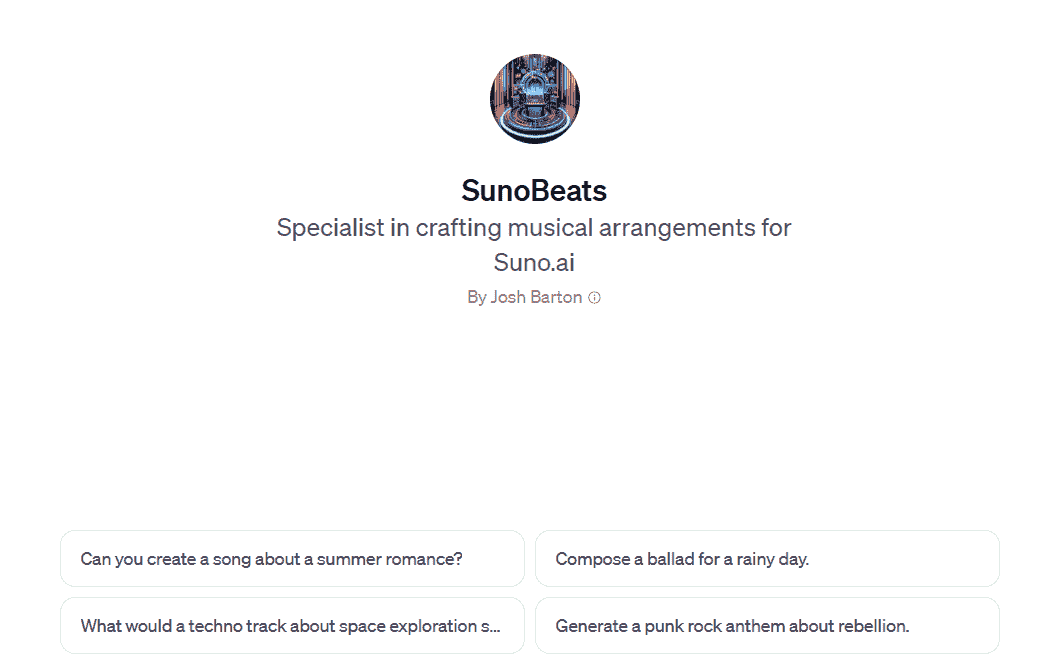 SunoBeats
Specialist in crafting musical arrangements for
Suno.ai
By Josh Barton
Can you create a song about a summer romance?
Compose a ballad for a rainy day.
What would a techno track about space exploration s...
Generate a punk rock anthem about rebellion.